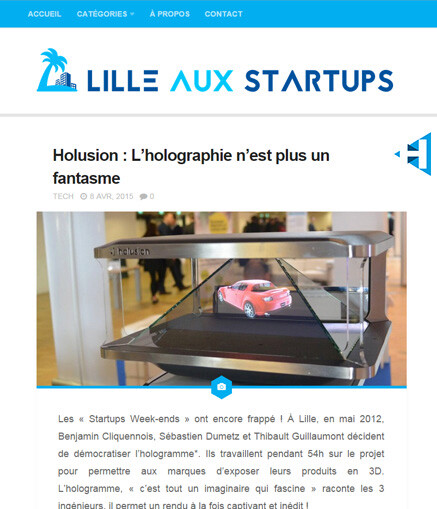 ACCUEIL CATÉGORIES À PROPOS CONTACT
LILLE AUX STARTUPS
Holusion : L'holographie n'est plus un
fantasme
TECH 8 AVR, 2015 0
holusion
Les « Startups Week-ends » ont encore frappé ! À Lille, en mai 2012,
Benjamin Cliquennois, Sébastien Dumetz et Thibault Guillaumont décident
de démocratiser l'hologramme*. Ils travaillent pendant 54h sur le projet
pour permettre aux marques d'exposer leurs produits en 3D.
L'hologramme, « c'est tout un imaginaire qui fascine » raconte les 3
ingénieurs, il permet un rendu à la fois captivant et inédit !